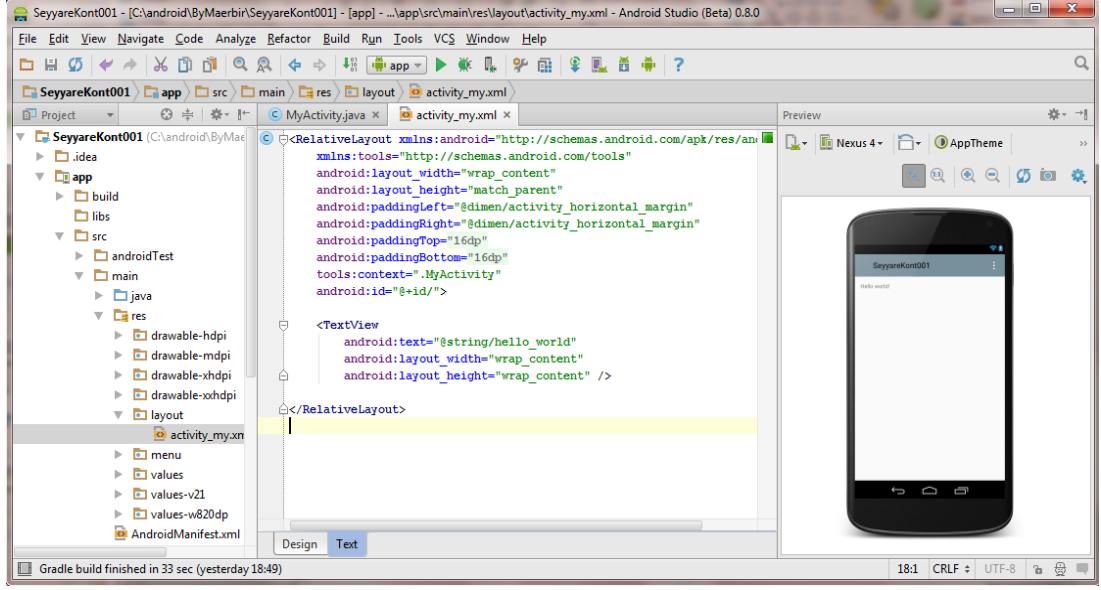 SeyyareKont001 - [C:\android\ByMaerbir\SeyyareKont001] - [app] - ...\app\src\main\res\layout\activity_my.xml - Android Studio (Beta) 0.8.0
File Edit View Navigate Code Analyze Refactor Build Run Tools VCS Window Help
app
SeyyareKont001 app src main res layout activity_my.xml
Project
MyActivity.java × activity_my.xml ×
Preview
SeyyareKont001 (C:\android\ByMae
.idea
app
build
libs
src
androidTest
main
java
res
drawable-hdpi
drawable-mdpi
drawable-xhdpi
drawable-xxhdpi
layout
activity_my.xm
menu
values
values-v21
values-w820dp
AndroidManifest.xml
<RelativeLayout xmlns:android="http://schemas.android.com/apk/res/an
xmlns:tools="http://schemas.android.com/tools"
android:layout_width="wrap_content"
android:layout_height="match_parent"
android:paddingLeft="@dimen/activity_horizontal_margin"
android:paddingRight="@dimen/activity_horizontal_margin"
android:paddingTop="16dp"
android:paddingBottom="16dp"
tools:context=".MyActivity"
android:id="@+id/">
<TextView
android:text="@string/hello_world"
android:layout_width="wrap_content"
android:layout_height="wrap_content" />
</RelativeLayout>
Design Text
Nexus 4 AppTheme »
1:1
SeyyareKont001
Hello world!
Gradle build finished in 33 sec (yesterday 18:49)
18:1 CRLF UTF-8